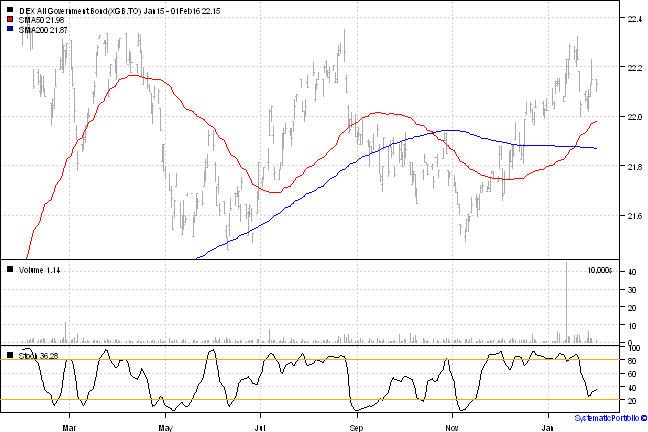 DEX All Government Bond(XGB.TO) Jan15 - 01Feb16 22.15
SMA50 21.98
SMA200 21.87
22.4
22.2
22.0
21.8
21.6
Volume 1.14
10,000s
40
30
20
10
0
Stoch 36.28
100
80
60
40
20
Mar May Jul Sep Nov Jan
SystematicPortfolio ©